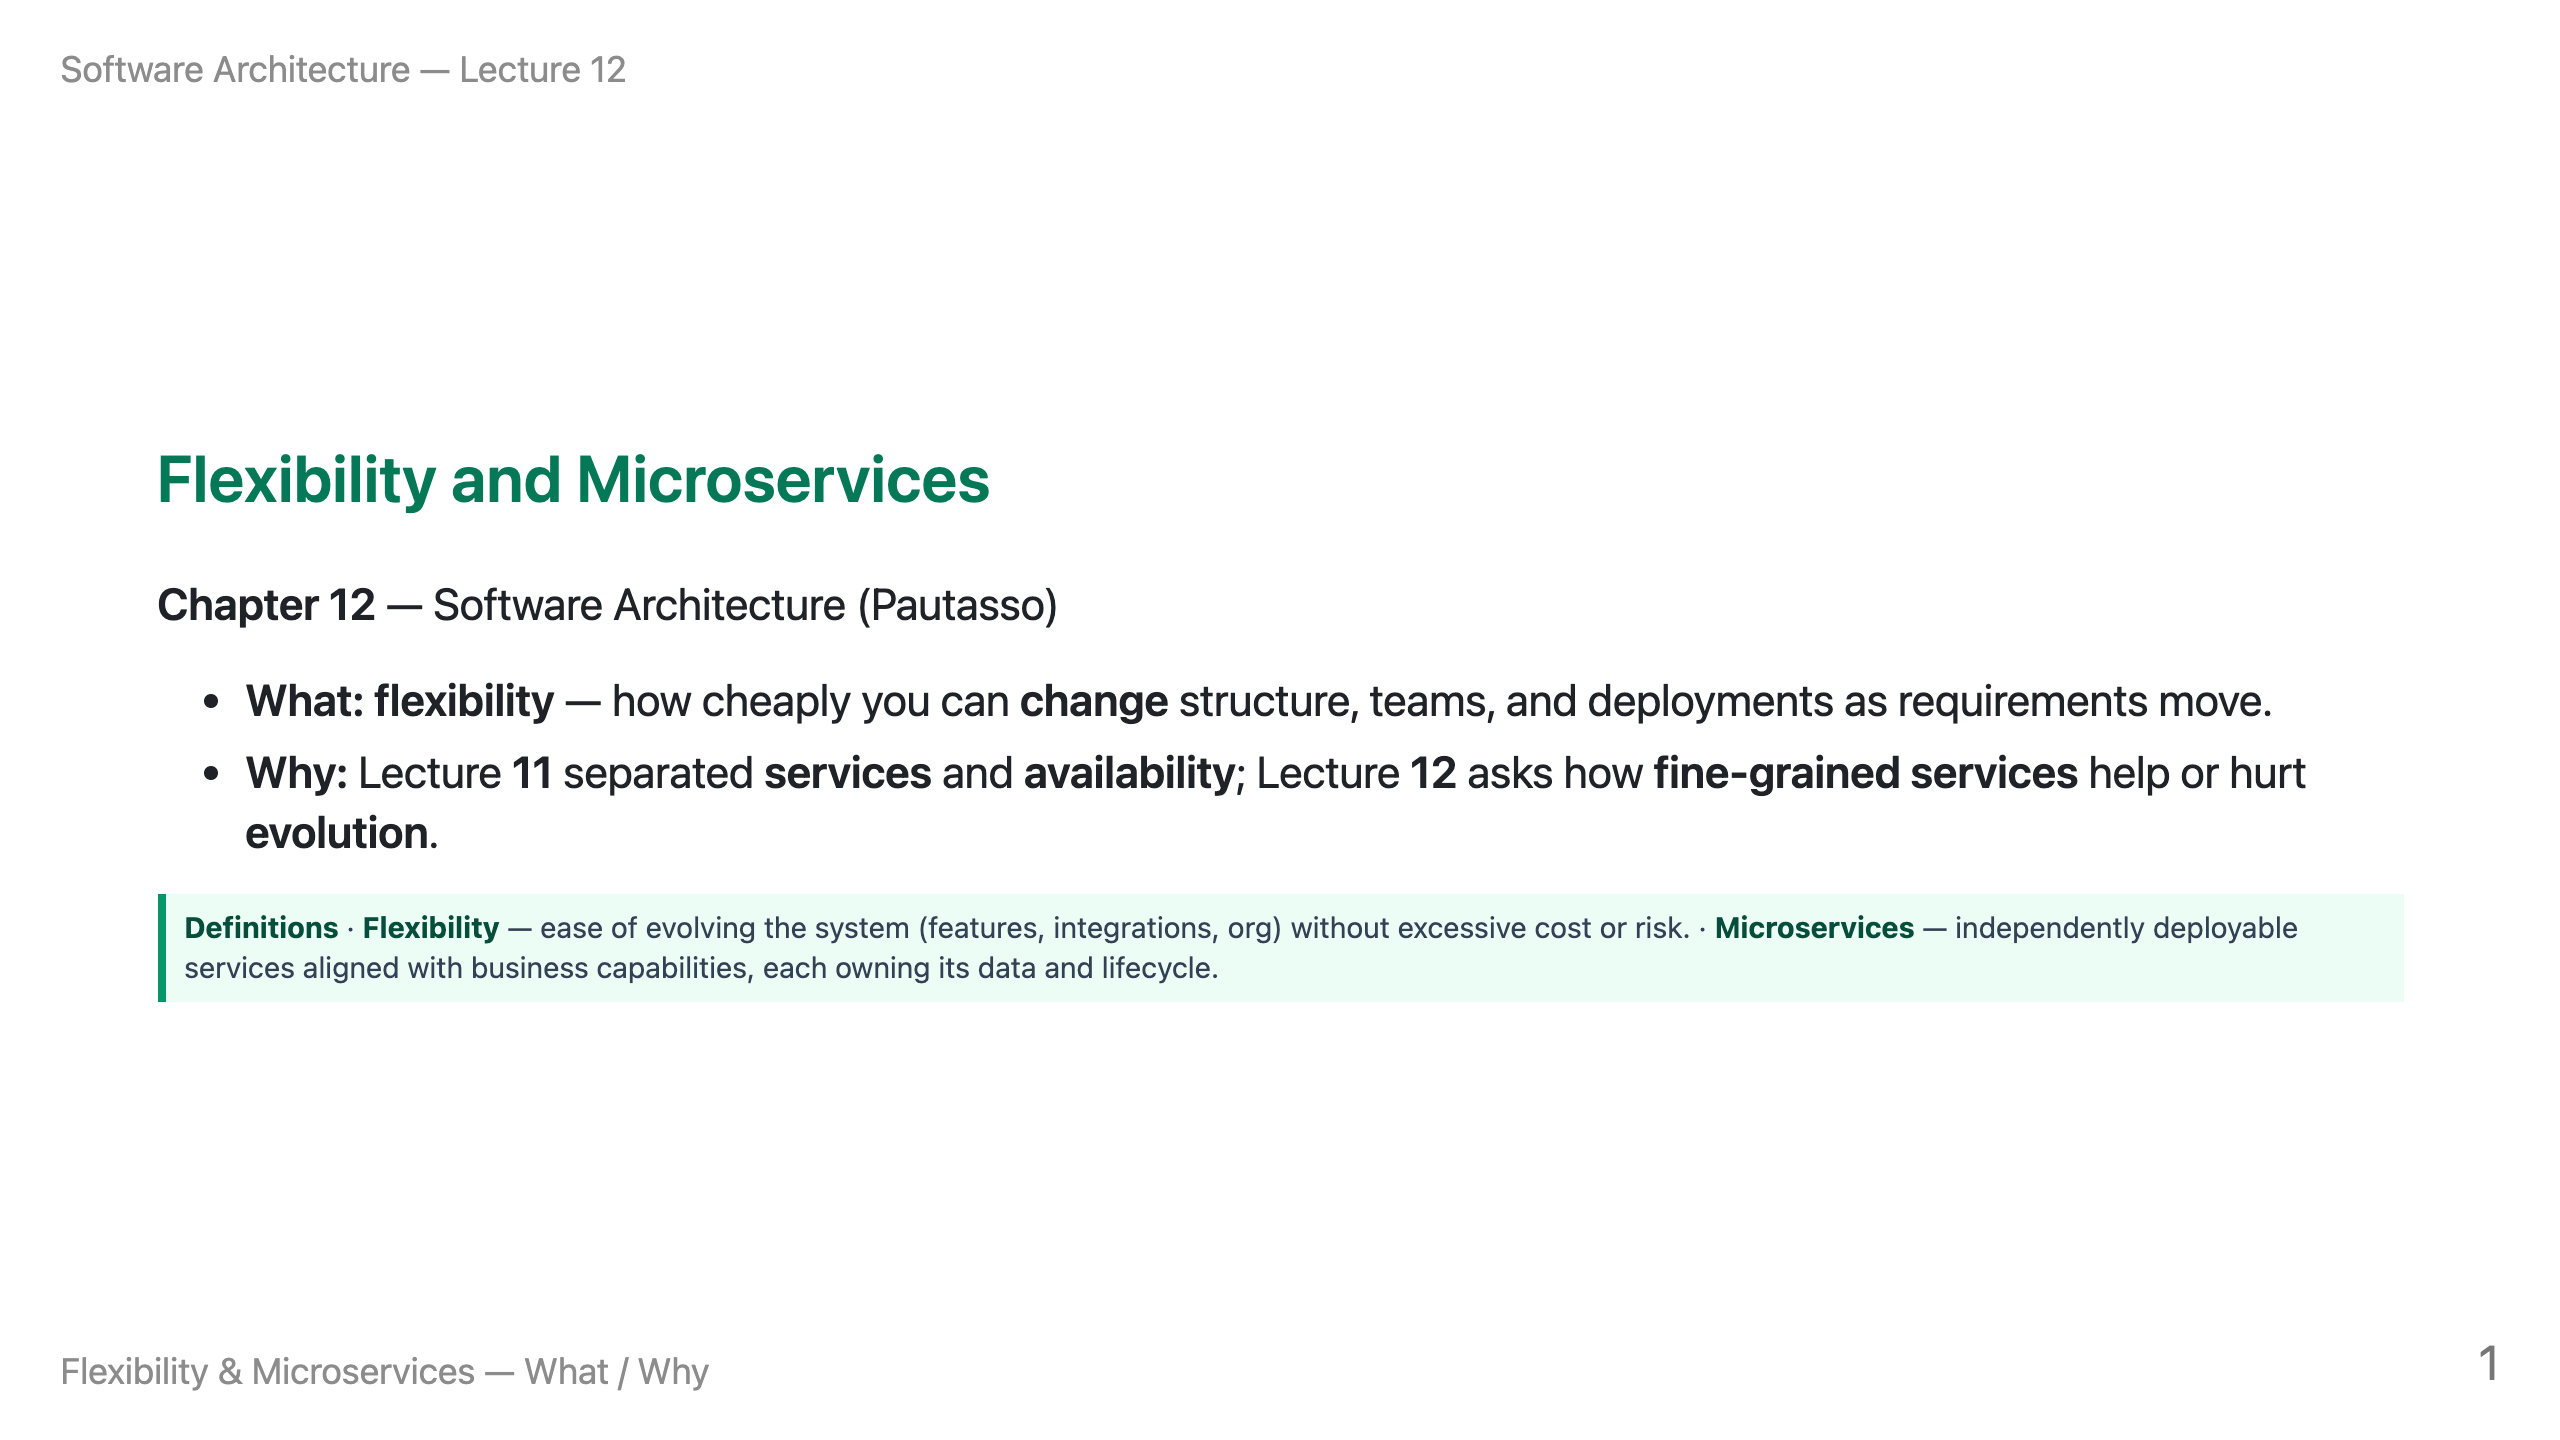 Software Architecture — Lecture 12
Flexibility and Microservices
Chapter 12 — Software Architecture (Pautasso)
• What: flexibility — how cheaply you can change structure, teams, and deployments as requirements move.
• Why: Lecture 11 separated services and availability; Lecture 12 asks how fine-grained services help or hurt
evolution.
Definitions · Flexibility — ease of evolving the system (features, integrations, org) without excessive cost or risk. · Microservices — independently deployable
services aligned with business capabilities, each owning its data and lifecycle.
Flexibility & Microservices — What / Why
1